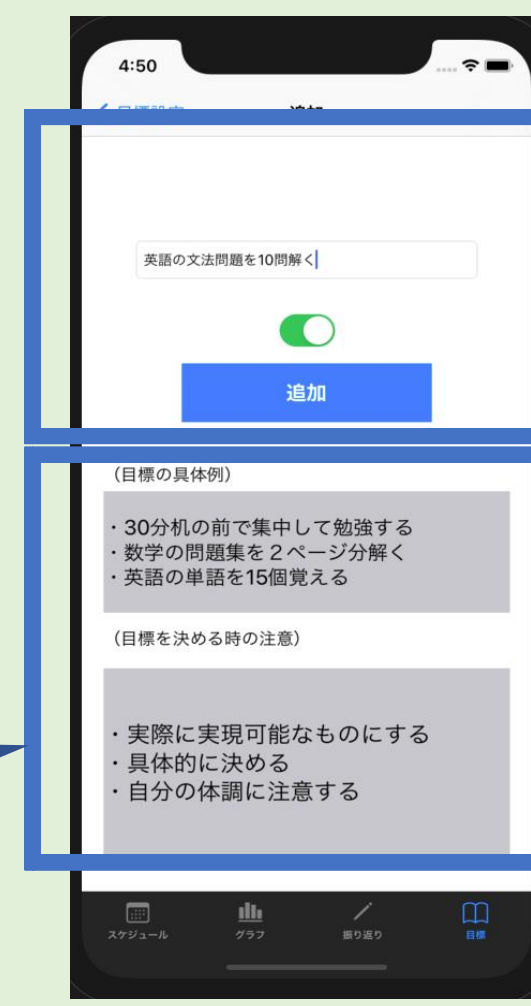 4:50
追加
英語の文法問題を10問解く
追加
（目標の具体例）
・30分机の前で集中して勉強する
・数学の問題集を２ページ分解く
・英語の単語を15個覚える
（目標を決める時の注意）
・実際に実現可能なものにする
・具体的に決める
・自分の体調に注意する
スケジュール
グラフ
振り返り
目標